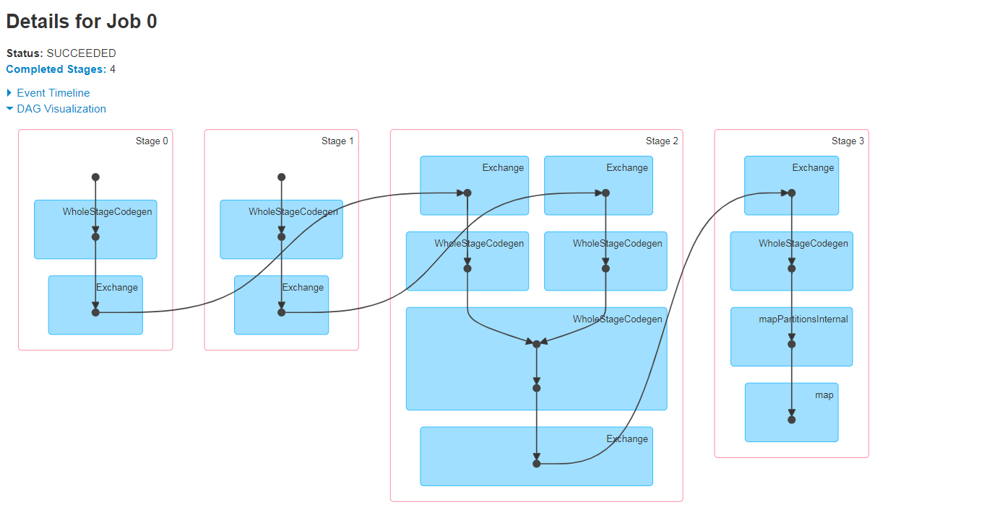 Details for Job 0
Status: SUCCEEDED
Completed Stages: 4
Event Timeline
DAG Visualization
Stage 0
WholeStageCodegen
Exchange
Stage 1
WholeStageCodegen
Exchange
Stage 2
Exchange
Exchange
WholeStageCodegen
WholeStageCodegen
WholeStageCodegen
Exchange
Stage 3
Exchange
WholeStageCodegen
mapPartitionsInternal
map